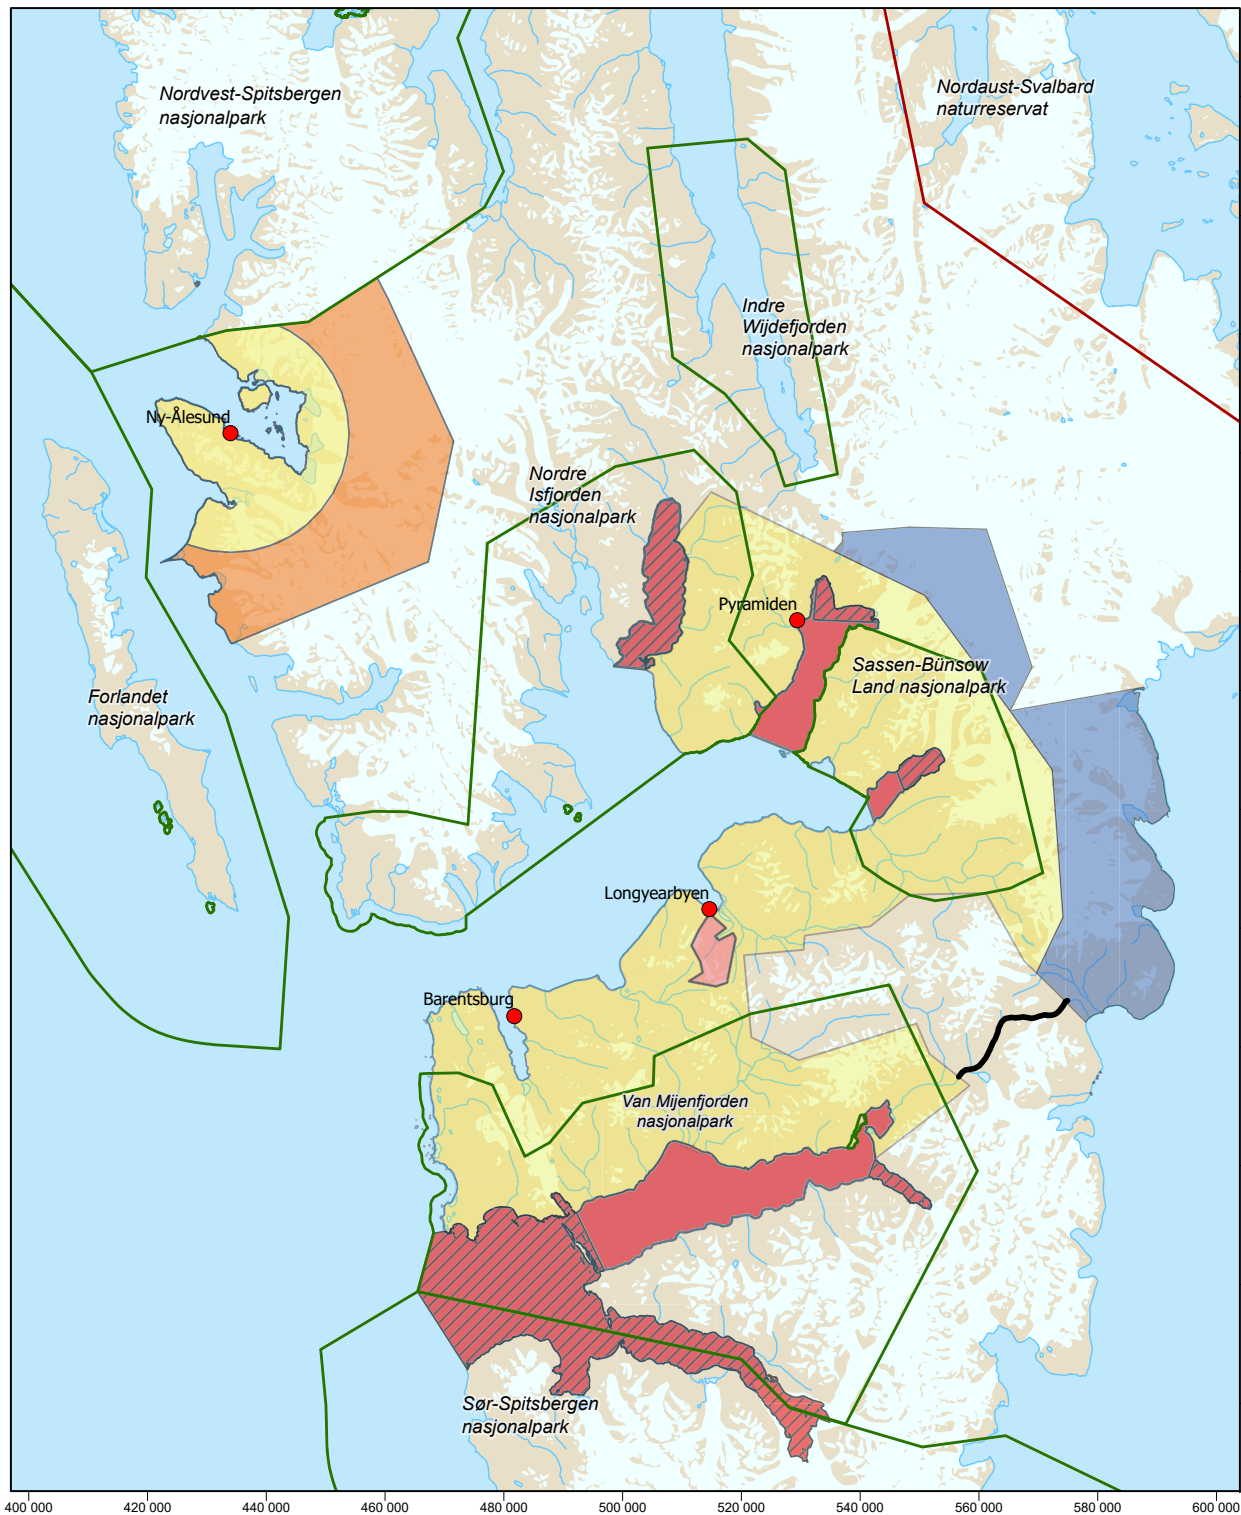 Nordvest-Spitsbergen
nasjonalpark
Nordaust-Svalbard
naturreservat
Indre
Wijdefjorden
nasjonalpark
Ny-Ålesund
Nordre
Isfjorden
nasjonalpark
Pyramiden
Sassen-Bünsow
Land nasjonalpark
Forlandet
nasjonalpark
Longyearbyen
Barentsburg
Van Mijenfjorden
nasjonalpark
Sør-Spitsbergen
nasjonalpark
400 000 420 000 440 000 460 000 480 000 500 000 520 000 540 000 560 000 580 000 600 000